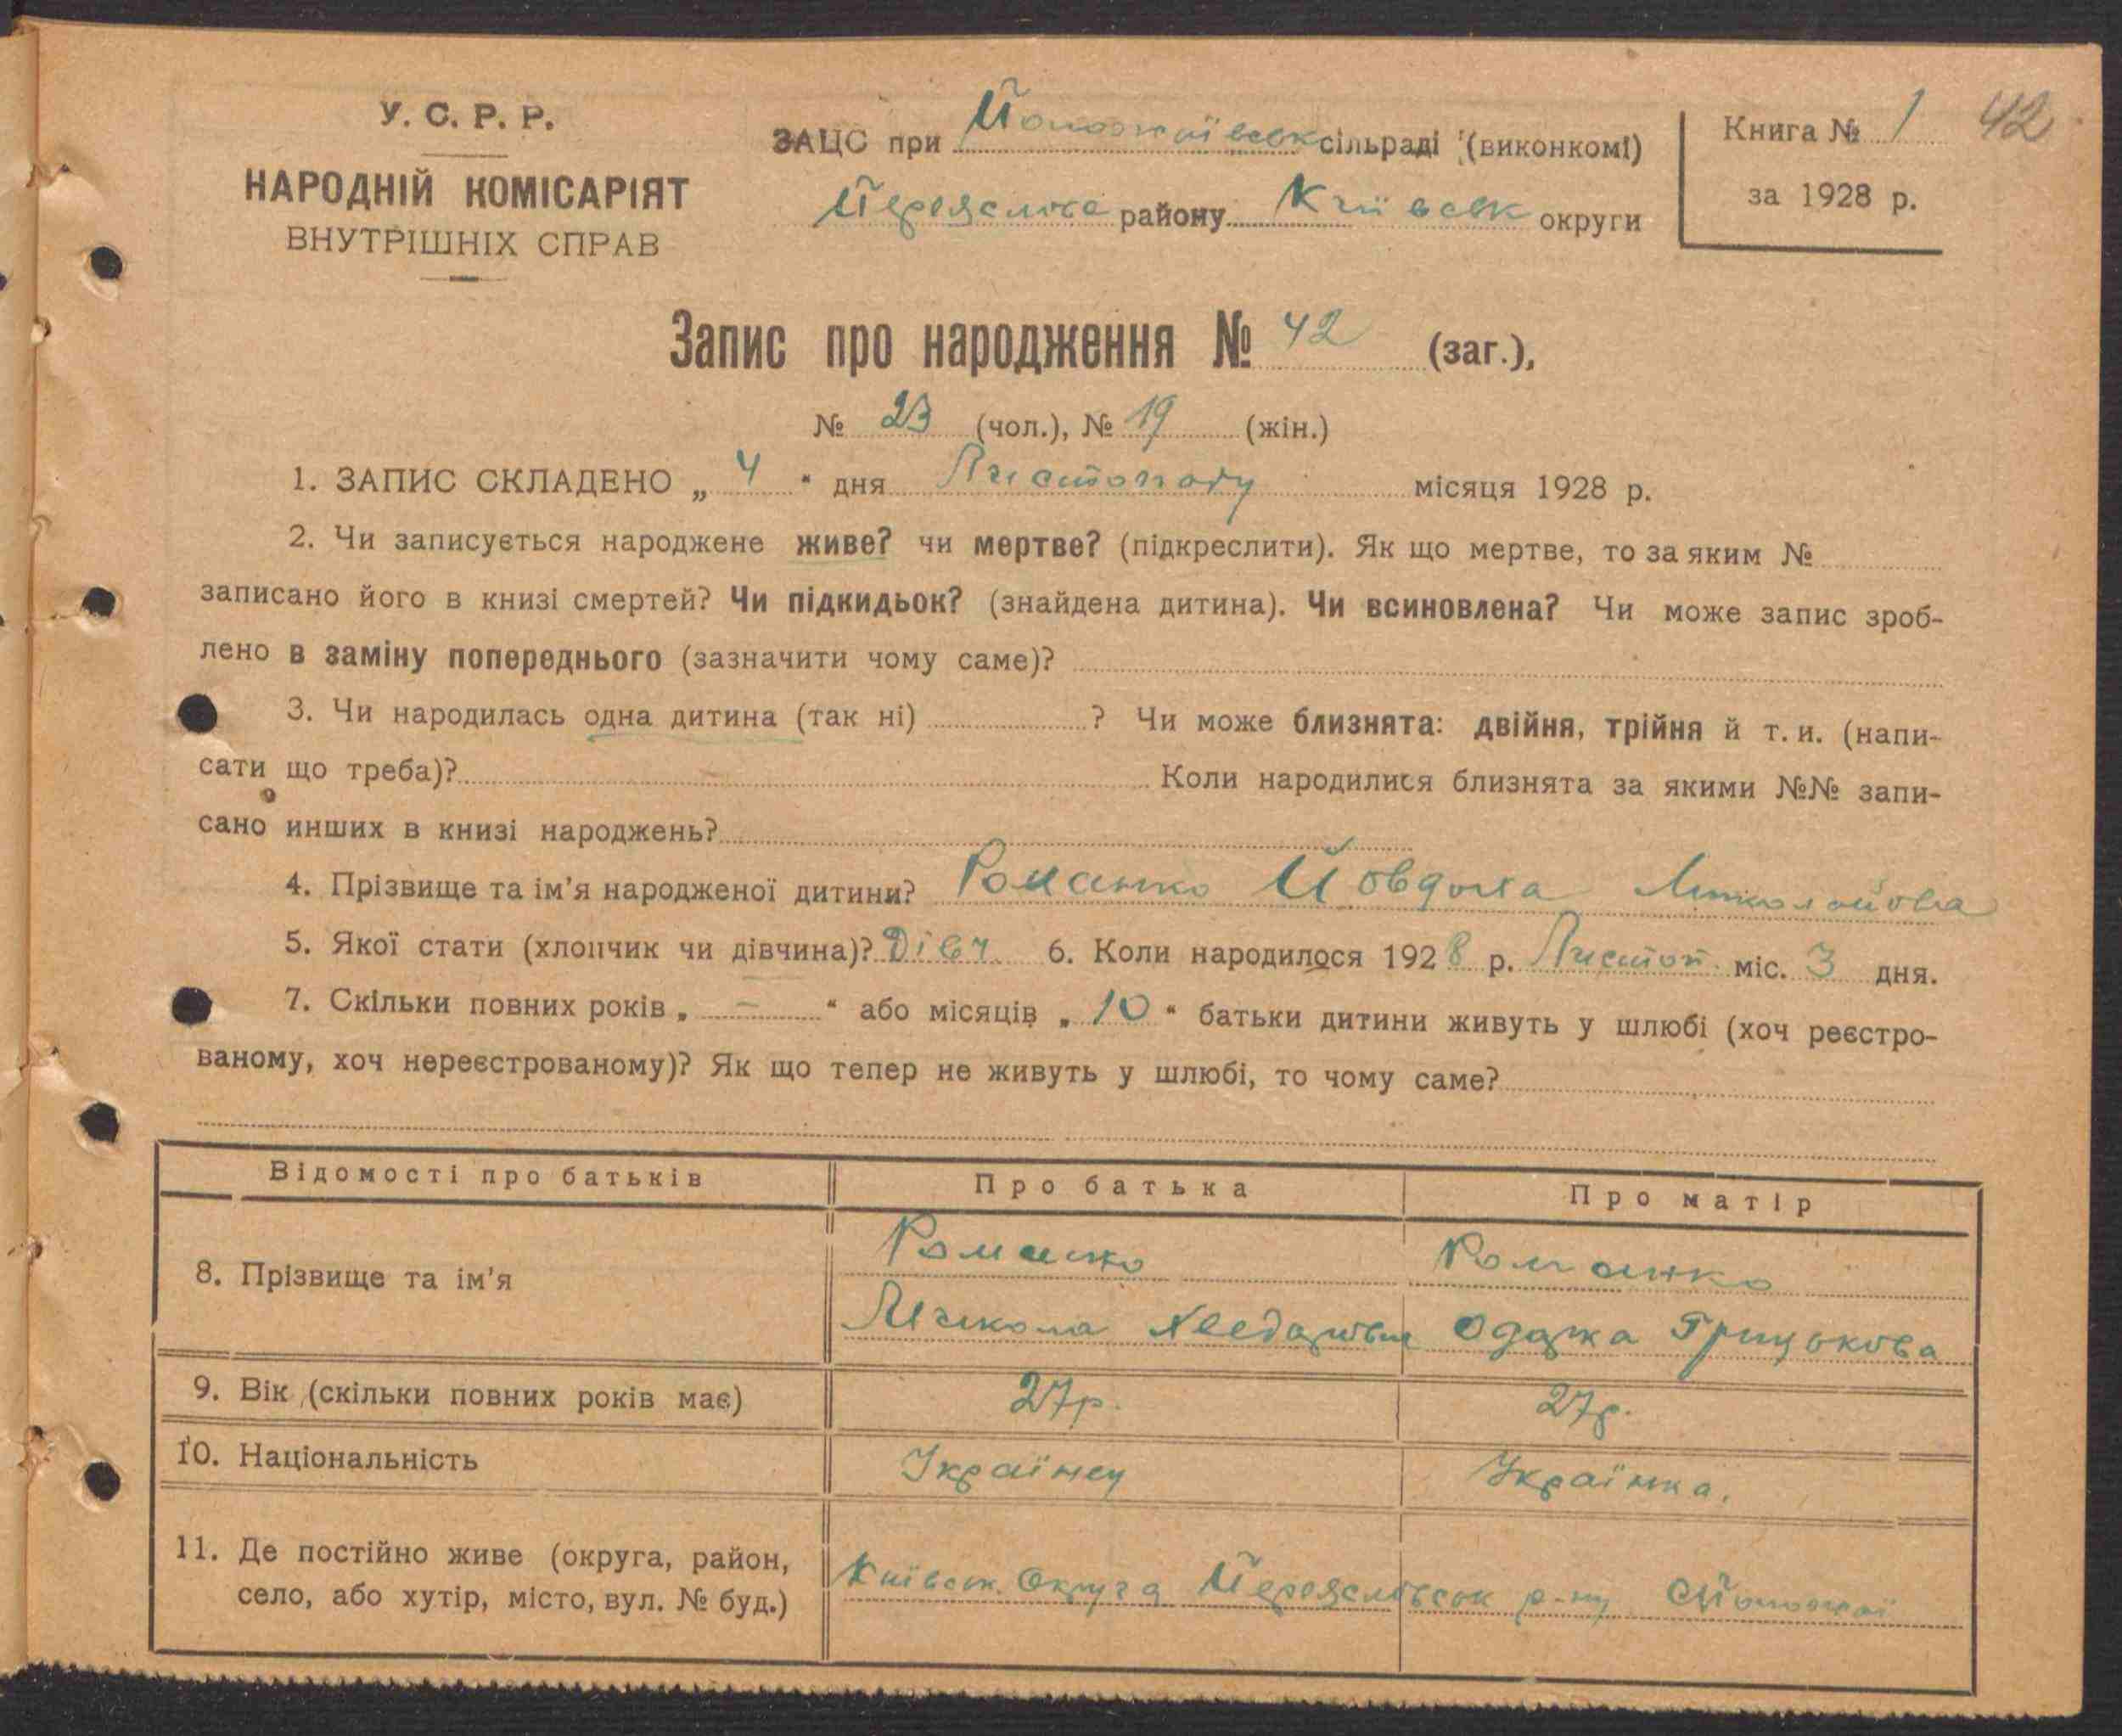 У. С. Р. Р.
НАРОДНІЙ КОМІСАРІЯТ
ВНУТРІШНІХ СПРАВ
ЗАЦС при сільраді (виконкомі)
району Київськ округи
Книга № 1 42
за 1928 р.
Запис про народження № 42 (заг.),
№ 23 (чол.), № 19 (жін.)
1. ЗАПИС СКЛАДЕНО „ 4 “ дня Листопаду місяця 1928 р.
2. Чи записується народжене живе? чи мертве? (підкреслити). Як що мертве, то за яким №
записано його в книзі смертей? Чи підкидьок? (знайдена дитина). Чи всиновлена? Чи може запис зроб-
лено в заміну попереднього (зазначити чому саме)?
3. Чи народилась одна дитина (так ні) ? Чи може близнята: двійня, трійня й т. и. (напи-
сати що треба)? Коли народилися близнята за якими №№ запи-
сано инших в книзі народжень?
4. Прізвище та ім’я народженої дитини? Романко Йовдоха Миколайова
5. Якої стати (хлопчик чи дівчина)? Дівч. 6. Коли народилося 1928 р. Листоп. міс. 3 дня.
7. Скільки повних років „ – “ або місяців „ 10 “ батьки дитини живуть у шлюбі (хоч реєстро-
ваному, хоч нереєстрованому)? Як що тепер не живуть у шлюбі, то чому саме?
Відомості про батьків Про батька Про матір
8. Прізвище та ім’я Романко Романко
Микола Одарка Грицькова
9. Вік (скільки повних років має) 27р. 27р.
10. Національність Українец Українка.
11. Де постійно живе (округа, район,
село, або хутір, місто, вул. № буд.) Київськ. Округа р-ну